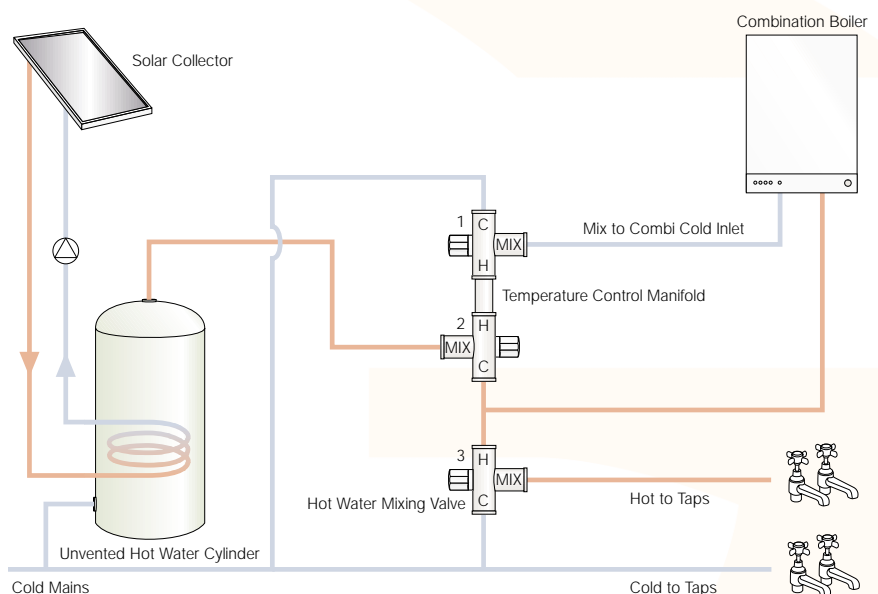 Combination Boiler
Solar Collector
1
C
MIX
H
Mix to Combi Cold Inlet
Temperature Control Manifold
2
H
MIX
C
3
H
MIX
C
Hot Water Mixing Valve
Hot to Taps
Unvented Hot Water Cylinder
Cold Mains
Cold to Taps